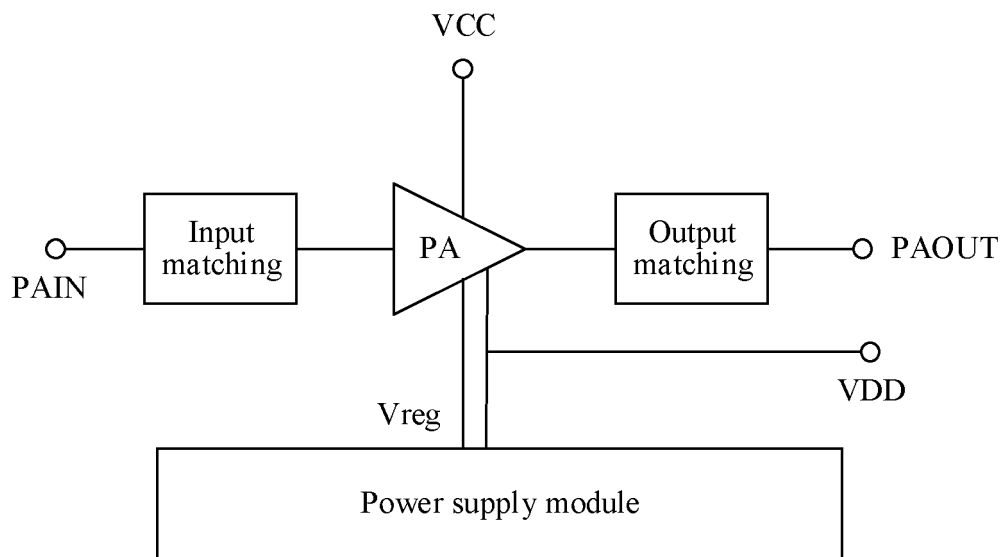 VCC
Input
matching
PA
Output
matching
PAIN
PAOUT
VDD
Vreg
Power supply module